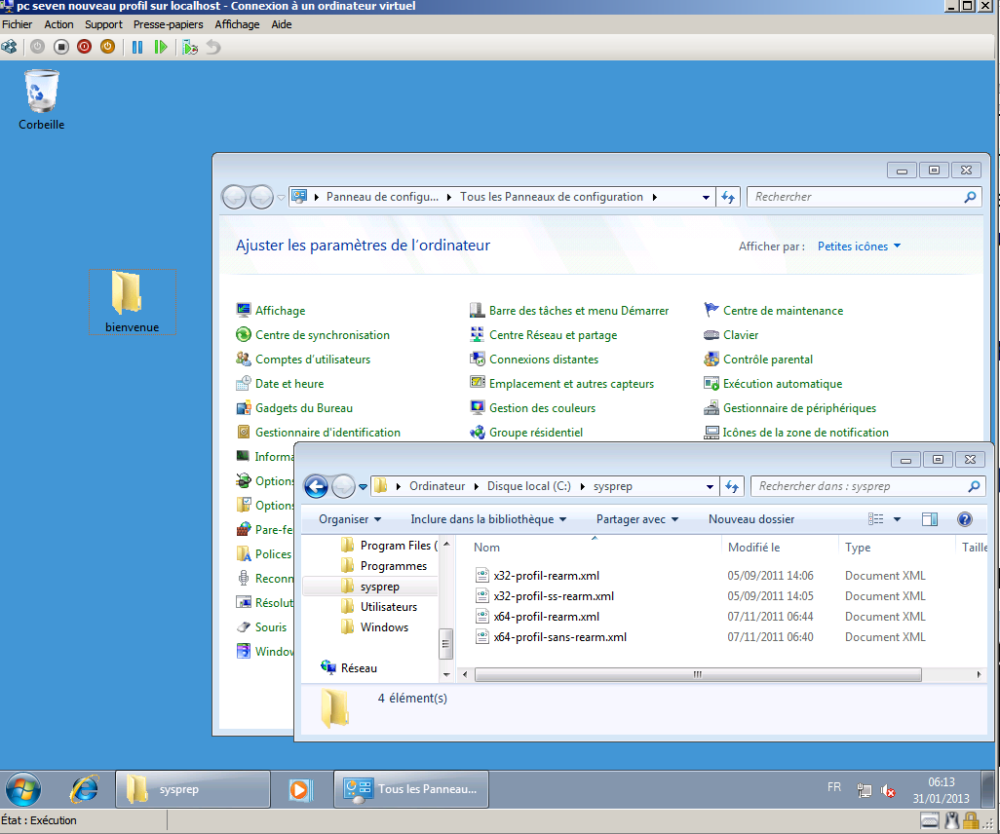 pc seven nouveau profil sur localhost - Connexion à un ordinateur virtuel
Fichier Action Support Presse-papiers Affichage Aide
Corbeille
bienvenue
Panneau de configu... Tous les Panneaux de configuration Rechercher
Ajuster les paramètres de l'ordinateur
Afficher par : Petites icônes
Affichage Barre des tâches et menu Démarrer Centre de maintenance
Centre de synchronisation Centre Réseau et partage Clavier
Comptes d'utilisateurs Connexions distantes Contrôle parental
Date et heure Emplacement et autres capteurs Exécution automatique
Gadgets du Bureau Gestion des couleurs Gestionnaire de périphériques
Gestionnaire d'identification Groupe résidentiel Icônes de la zone de notification
Informa
Options
Options
Pare-fe
Polices
Reconn
Résolut
Souris
Window
Ordinateur Disque local (C:) sysprep Rechercher dans : sysprep
Organiser Inclure dans la bibliothèque Partager avec Nouveau dossier
Program Files (
Programmes
sysprep
Utilisateurs
Windows
Réseau
Nom Modifié le Type Taille
x32-profil-rearm.xml 05/09/2011 14:06 Document XML
x32-profil-ss-rearm.xml 05/09/2011 14:05 Document XML
x64-profil-rearm.xml 07/11/2011 06:44 Document XML
x64-profil-sans-rearm.xml 07/11/2011 06:40 Document XML
4 élément(s)
sysprep Tous les Panneau... FR 06:13
31/01/2013
État : Exécution